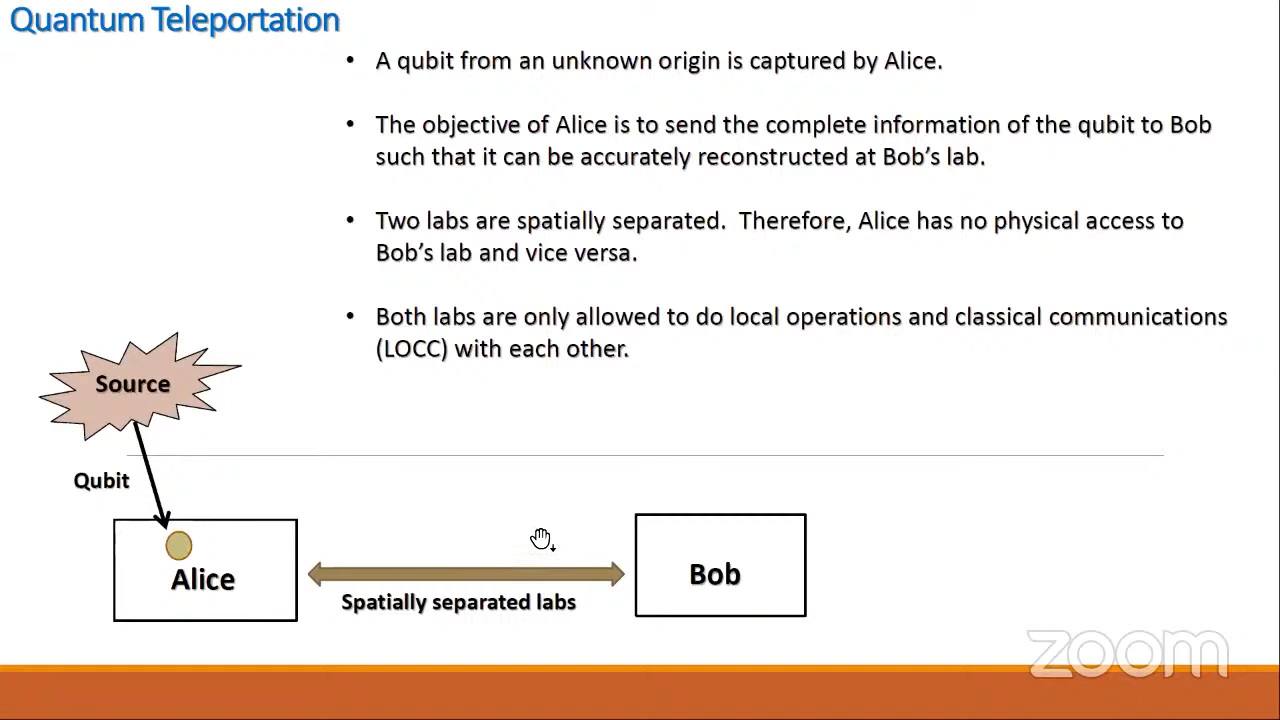 Quantum Teleportation
• A qubit from an unknown origin is captured by Alice.
• The objective of Alice is to send the complete information of the qubit to Bob
such that it can be accurately reconstructed at Bob’s lab.
• Two labs are spatially separated.  Therefore, Alice has no physical access to
Bob’s lab and vice versa.
• Both labs are only allowed to do local operations and classical communications
(LOCC) with each other.
Source
Qubit
Alice
Spatially separated labs
Bob
zoom